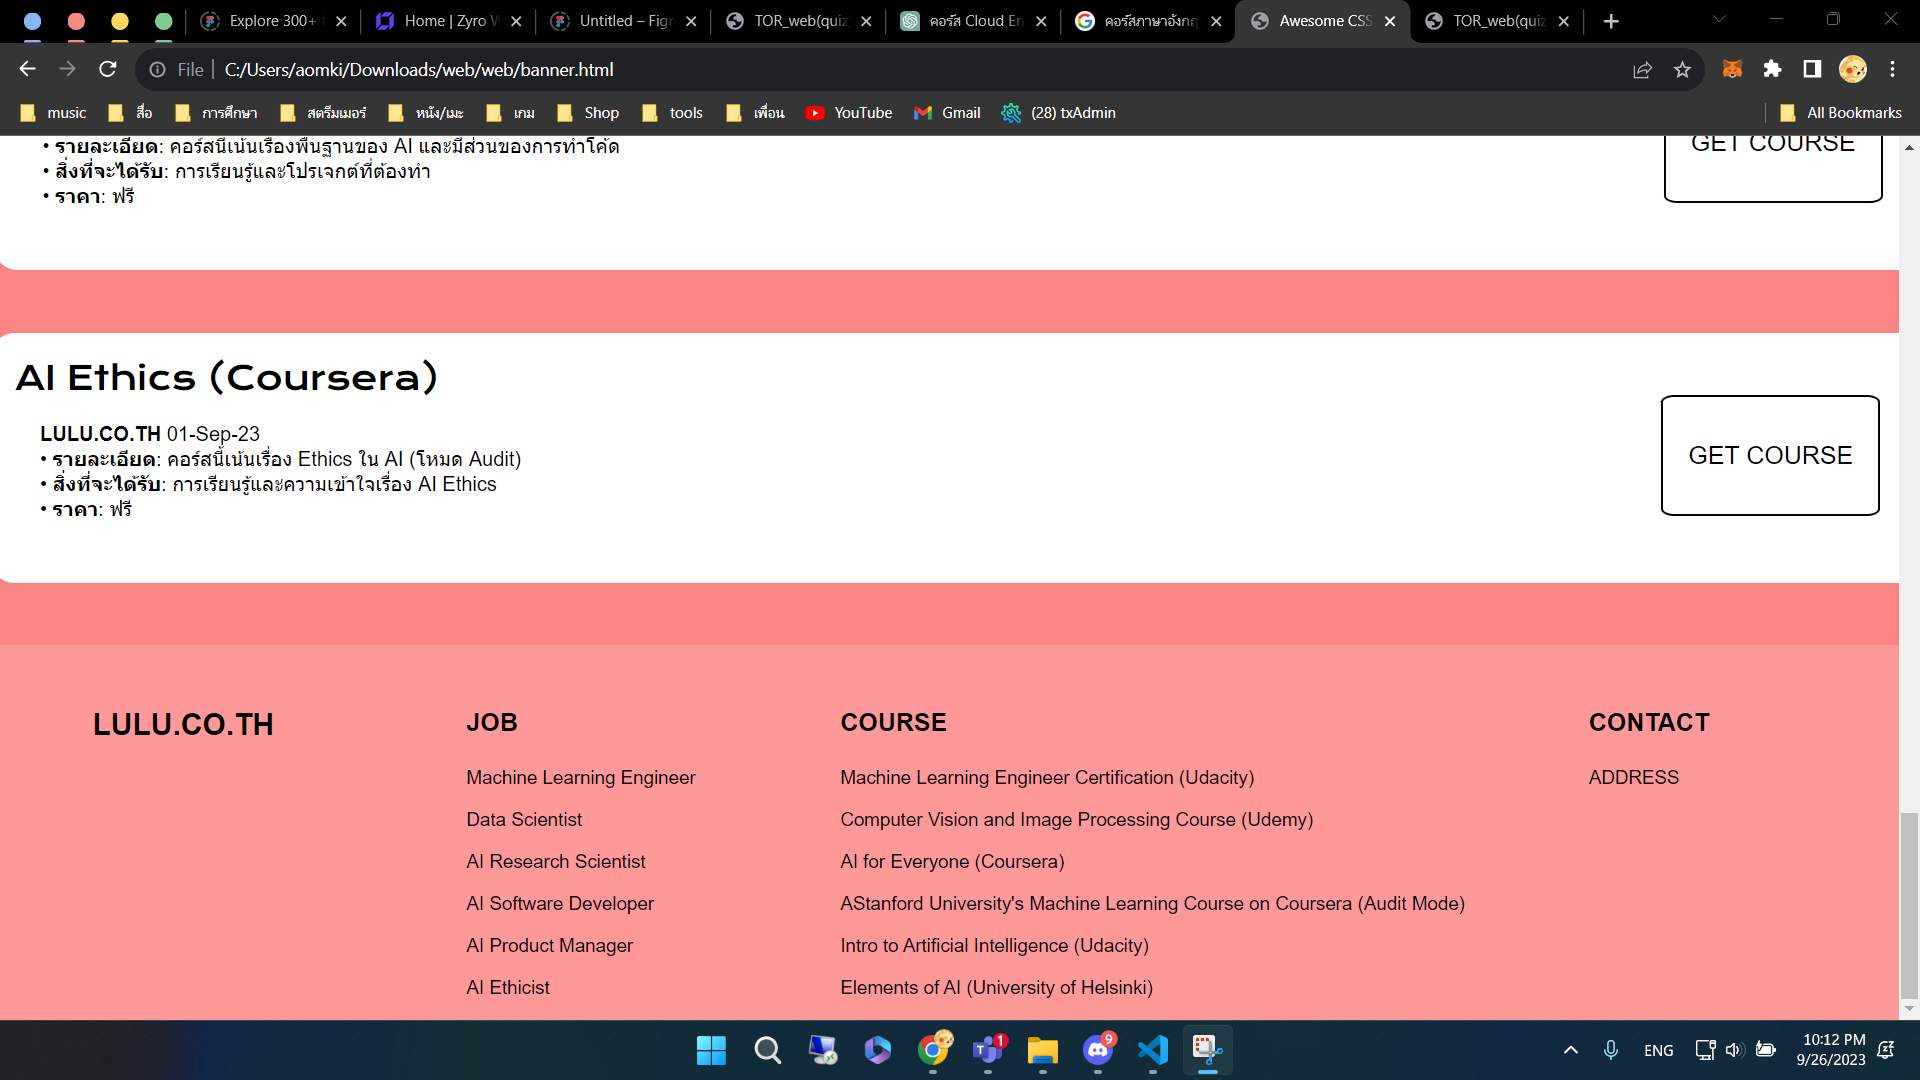 Explore 300+
Home | Zyro W
Untitled – Fig
TOR_web(quiz
คอร์ส Cloud En
คอร์สภาษาอังกฤ
Awesome CSS
TOR_web(quiz
File
C:/Users/aomki/Downloads/web/web/banner.html
music
สื่อ
การศึกษา
สตรีมเมอร์
หนัง/เมะ
เกม
Shop
tools
เพื่อน
YouTube
Gmail
(28) txAdmin
All Bookmarks
• รายละเอียด: คอร์สนี้เน้นเรื่องพื้นฐานของ AI และมีส่วนของการทำโค้ด
GET COURSE
• สิ่งที่จะได้รับ: การเรียนรู้และโปรเจกต์ที่ต้องทำ
• ราคา: ฟรี
AI Ethics (Coursera)
LULU.CO.TH 01-Sep-23
• รายละเอียด: คอร์สนี้เน้นเรื่อง Ethics ใน AI (โหมด Audit)
• สิ่งที่จะได้รับ: การเรียนรู้และความเข้าใจเรื่อง AI Ethics
• ราคา: ฟรี
GET COURSE
LULU.CO.TH
JOB
Machine Learning Engineer
Data Scientist
AI Research Scientist
AI Software Developer
AI Product Manager
AI Ethicist
COURSE
Machine Learning Engineer Certification (Udacity)
Computer Vision and Image Processing Course (Udemy)
AI for Everyone (Coursera)
AStanford University's Machine Learning Course on Coursera (Audit Mode)
Intro to Artificial Intelligence (Udacity)
Elements of AI (University of Helsinki)
CONTACT
ADDRESS
1
9
ENG
10:12 PM
9/26/2023